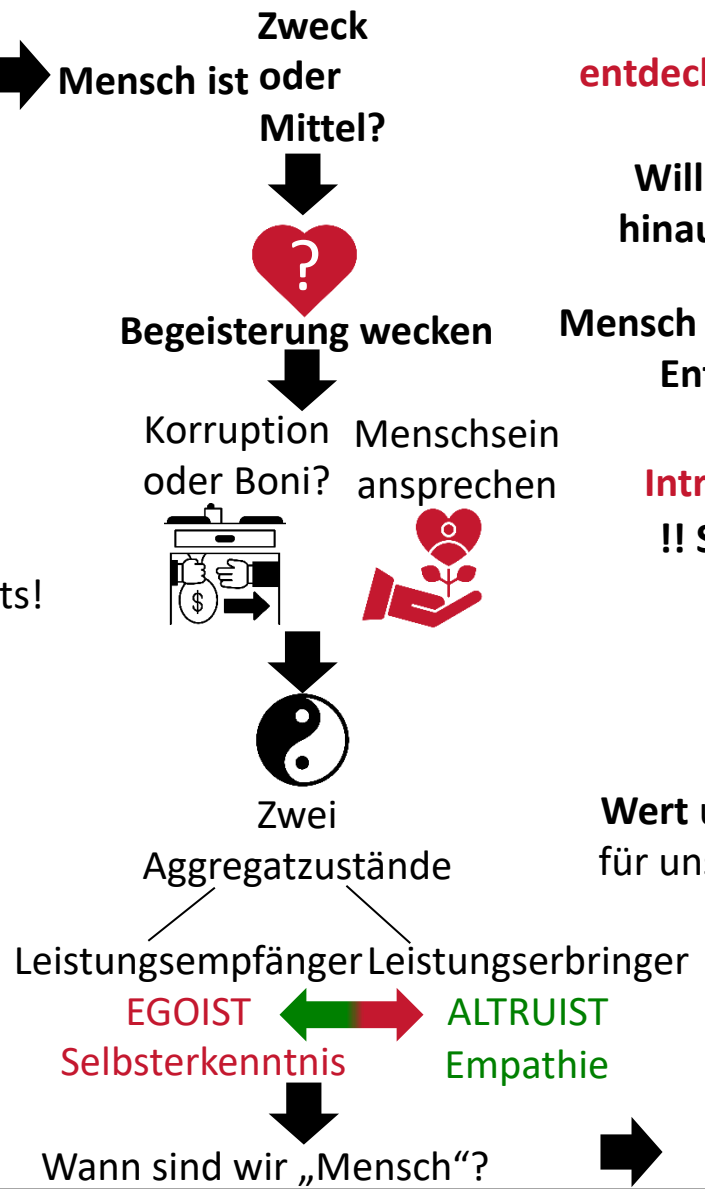 ts!
Zweck
Mensch ist oder
Mittel?
?
Begeisterung wecken
Korruption
oder Boni?
Menschsein
ansprechen
$
Zwei
Aggregatzustände
Leistungsempfänger Leistungserbringer
EGOIST ALTRUIST
Selbsterkenntnis Empathie
Wann sind wir „Mensch“?
entdeck
Will
hinau
Mensch
Ent
Intr
!! S
Wert u
für uns